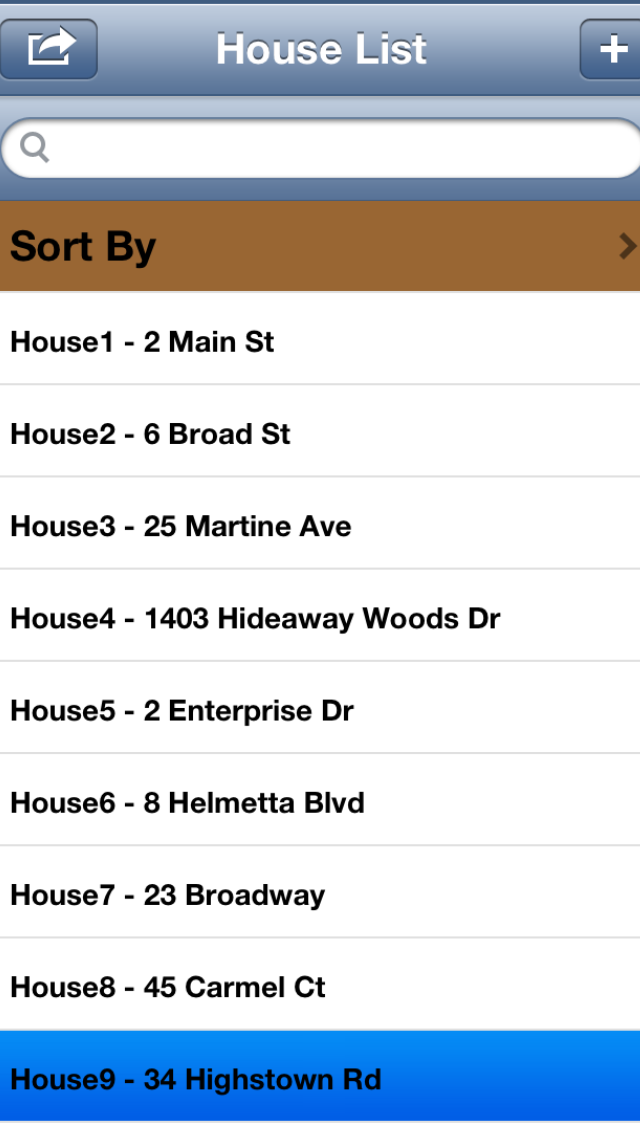 House List
Sort By
House1 - 2 Main St
House2 - 6 Broad St
House3 - 25 Martine Ave
House4 - 1403 Hideaway Woods Dr
House5 - 2 Enterprise Dr
House6 - 8 Helmetta Blvd
House7 - 23 Broadway
House8 - 45 Carmel Ct
House9 - 34 Highstown Rd